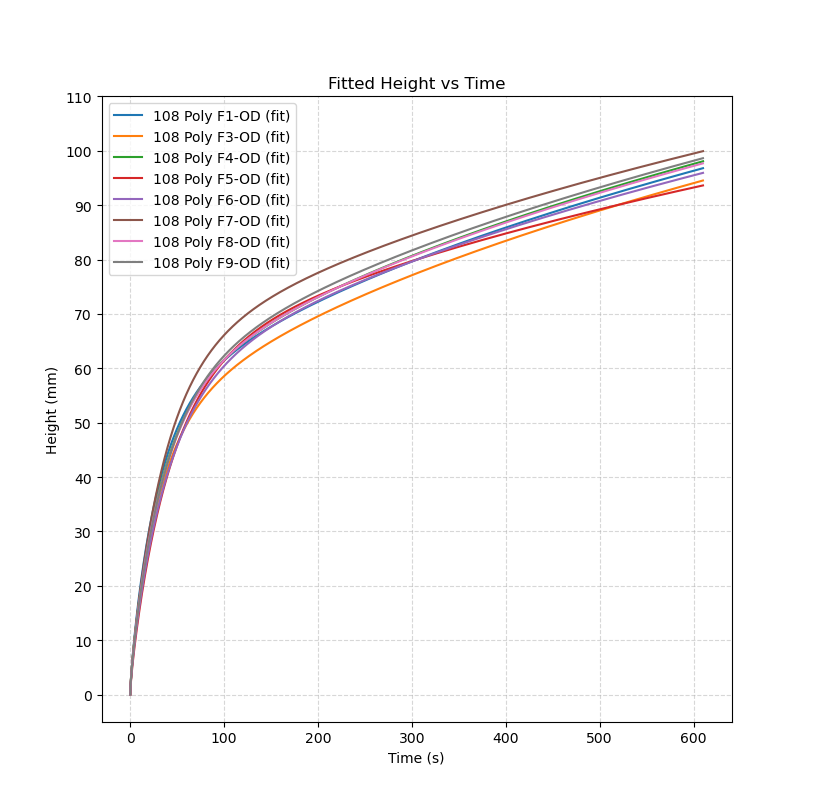 Fitted Height vs Time
108 Poly F1-OD (fit)
108 Poly F3-OD (fit)
108 Poly F4-OD (fit)
108 Poly F5-OD (fit)
108 Poly F6-OD (fit)
108 Poly F7-OD (fit)
108 Poly F8-OD (fit)
108 Poly F9-OD (fit)
110
100
90
80
70
60
50
40
30
20
10
0
Height (mm)
0 100 200 300 400 500 600
Time (s)